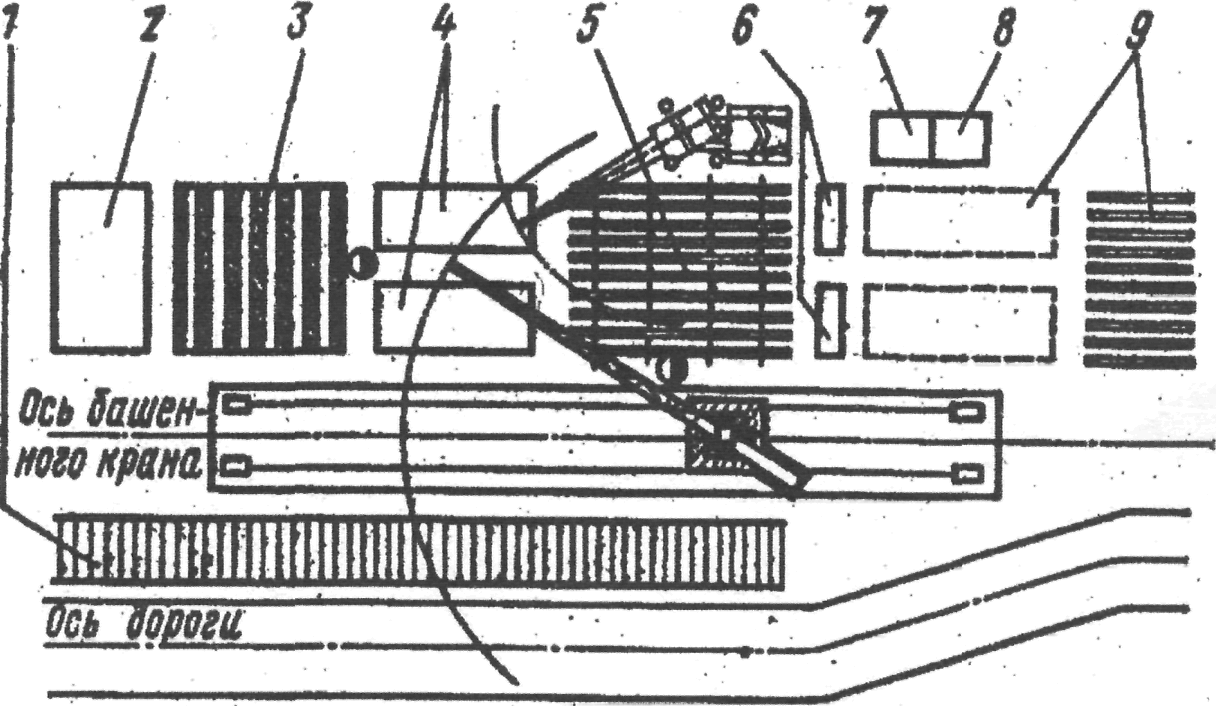 1 2 3 4 5 6 7 8 9
Ось башен-
ного крана
Ось дороги